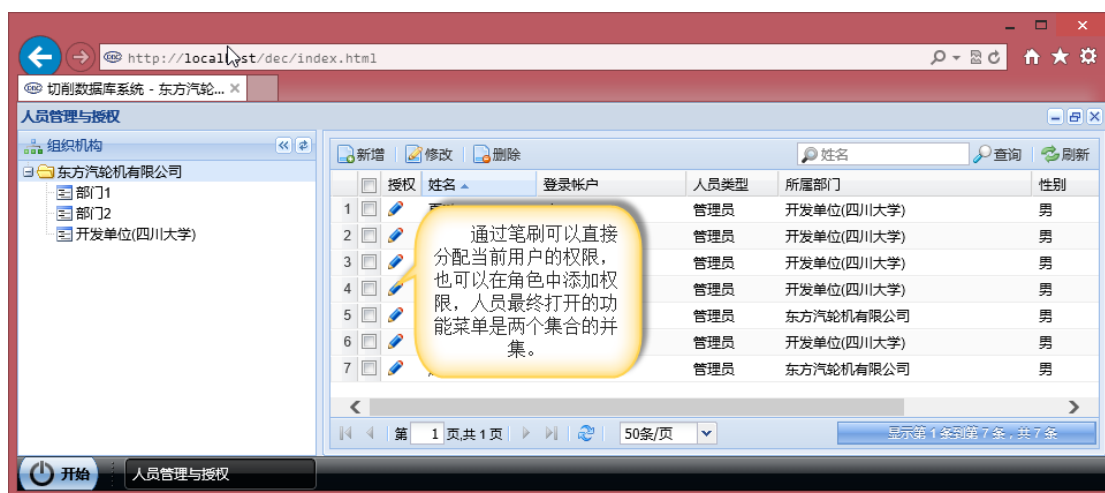 http://localhost/dec/index.html
切削数据库系统 - 东方汽轮...
人员管理与授权
组织机构
东方汽轮机有限公司
部门1
部门2
开发单位(四川大学)
新增 修改 删除 姓名 查询 刷新
授权 姓名 登录帐户 人员类型 所属部门 性别
1 管理员 开发单位(四川大学) 男
2 管理员 开发单位(四川大学) 男
3 管理员 开发单位(四川大学) 男
4 管理员 开发单位(四川大学) 男
5 管理员 东方汽轮机有限公司 男
6 管理员 开发单位(四川大学) 男
7 管理员 东方汽轮机有限公司 男
通过笔刷可以直接
分配当前用户的权限,
也可以在角色中添加权
限，人员最终打开的功
能菜单是两个集合的并
集。
第 1 页,共 1 页 50条/页 显示第 1 条到第 7 条，共 7 条
开始 人员管理与授权